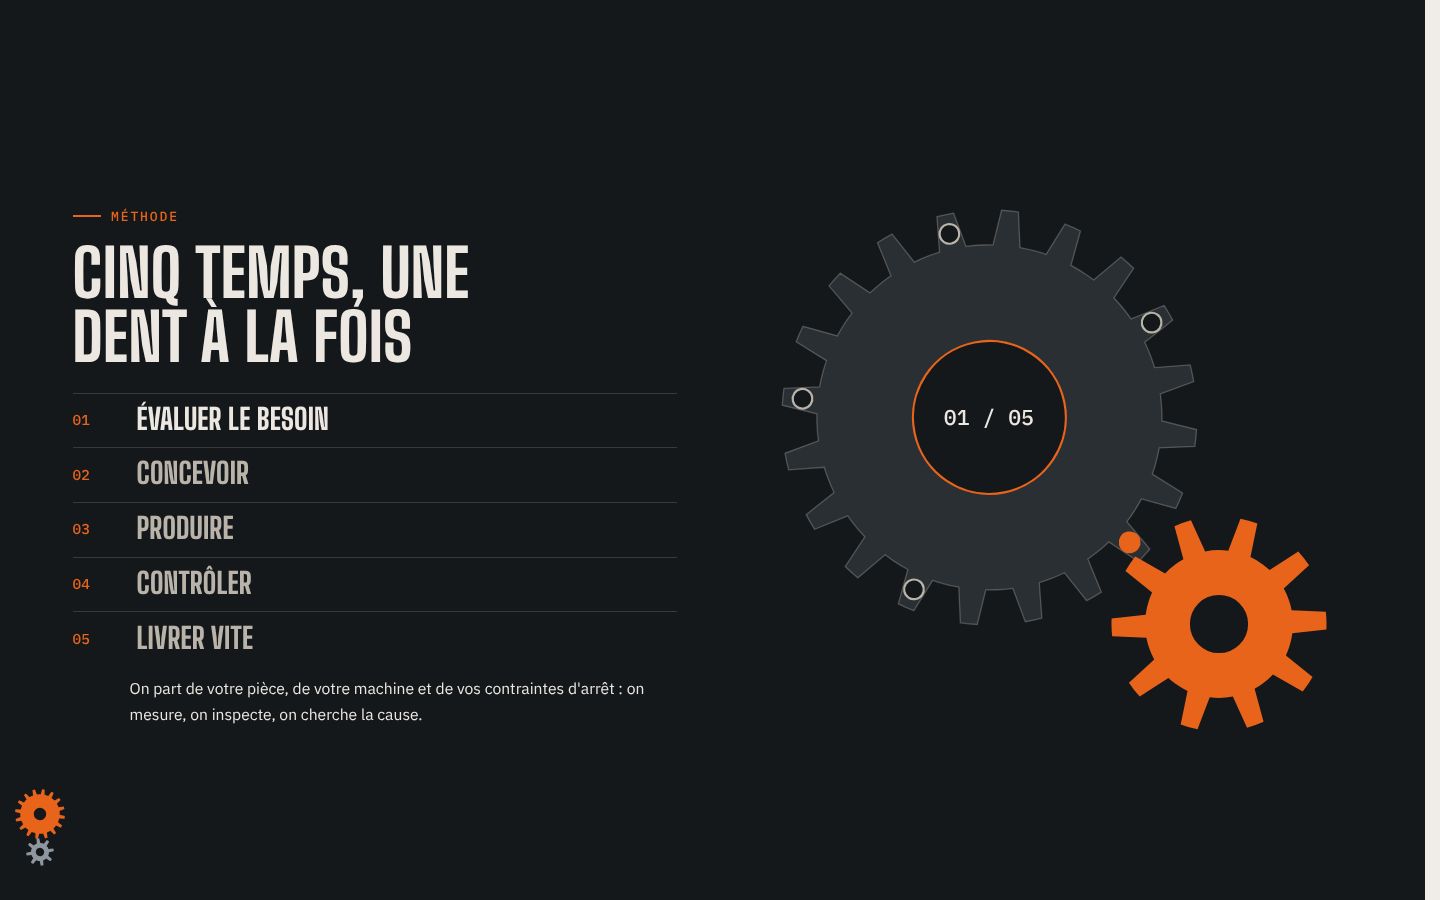 MÉTHODE
CINQ TEMPS, UNE
DENT À LA FOIS
01 ÉVALUER LE BESOIN
02 CONCEVOIR
03 PRODUIRE
04 CONTRÔLER
05 LIVRER VITE
On part de votre pièce, de votre machine et de vos contraintes d'arrêt : on
mesure, on inspecte, on cherche la cause.
01 / 05